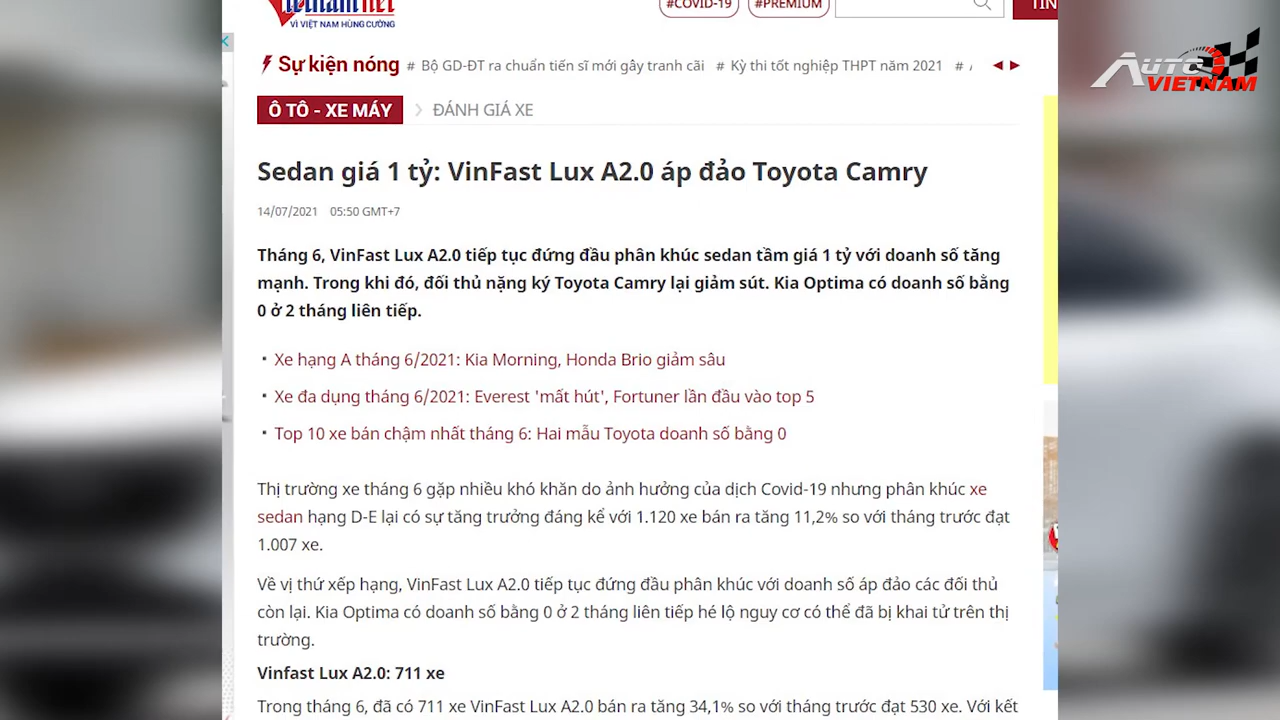 vietnamnet
VÌ VIỆT NAM HÙNG CƯỜNG
#COVID-19
#PREMIUM
TIN
AUTO
VIETNAM
Sự kiện nóng
# Bộ GD-ĐT ra chuẩn tiến sĩ mới gây tranh cãi # Kỳ thi tốt nghiệp THPT năm 2021 #
Ô TÔ - XE MÁY
ĐÁNH GIÁ XE
Sedan giá 1 tỷ: VinFast Lux A2.0 áp đảo Toyota Camry
14/07/2021 05:50 GMT+7
Tháng 6, VinFast Lux A2.0 tiếp tục đứng đầu phân khúc sedan tầm giá 1 tỷ với doanh số tăng
mạnh. Trong khi đó, đối thủ nặng ký Toyota Camry lại giảm sút. Kia Optima có doanh số bằng
0 ở 2 tháng liên tiếp.
• Xe hạng A tháng 6/2021: Kia Morning, Honda Brio giảm sâu
• Xe đa dụng tháng 6/2021: Everest 'mất hút', Fortuner lần đầu vào top 5
• Top 10 xe bán chậm nhất tháng 6: Hai mẫu Toyota doanh số bằng 0
Thị trường xe tháng 6 gặp nhiều khó khăn do ảnh hưởng của dịch Covid-19 nhưng phân khúc xe
sedan hạng D-E lại có sự tăng trưởng đáng kể với 1.120 xe bán ra tăng 11,2% so với tháng trước đạt
1.007 xe.
Về vị thứ xếp hạng, VinFast Lux A2.0 tiếp tục đứng đầu phân khúc với doanh số áp đảo các đối thủ
còn lại. Kia Optima có doanh số bằng 0 ở 2 tháng liên tiếp hé lộ nguy cơ có thể đã bị khai tử trên thị
trường.
Vinfast Lux A2.0: 711 xe
Trong tháng 6, đã có 711 xe VinFast Lux A2.0 bán ra tăng 34,1% so với tháng trước đạt 530 xe. Với kết